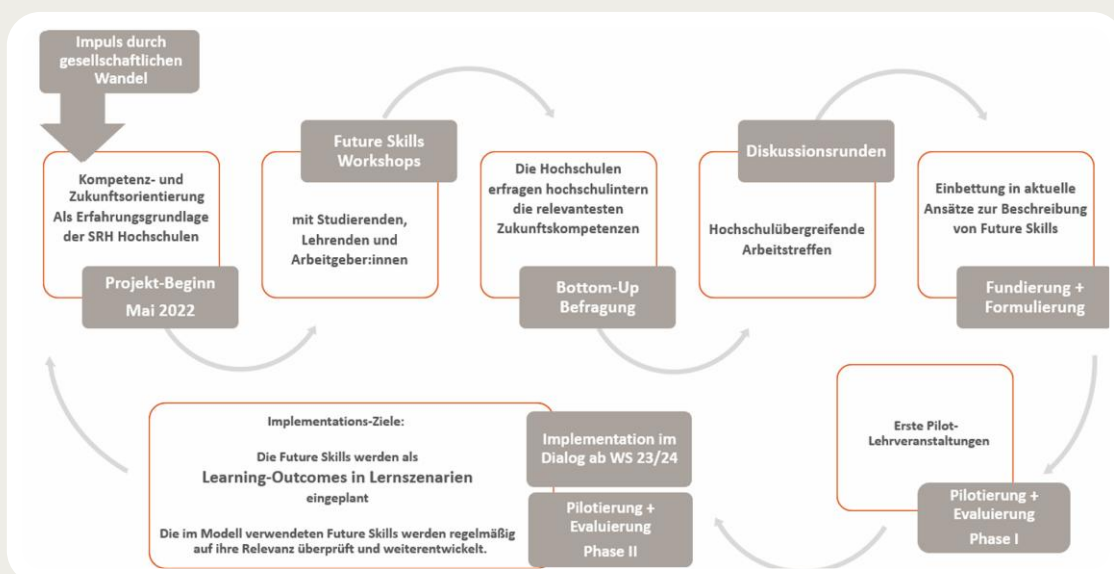 Impuls durch
gesellschaftlichen
Wandel
Kompetenz- und
Zukunftsorientierung
Als Erfahrungsgrundlage
der SRH Hochschulen
Projekt-Beginn
Mai 2022
Future Skills
Workshops
mit Studierenden,
Lehrenden und
Arbeitgeber:innen
Die Hochschulen
erfragen hochschulintern
die relevantesten
Zukunftskompetenzen
Bottom-Up
Befragung
Diskussionsrunden
Hochschulübergreifende
Arbeitstreffen
Einbettung in aktuelle
Ansätze zur Beschreibung
von Future Skills
Fundierung +
Formulierung
Erste Pilot-
Lehrveranstaltungen
Pilotierung +
Evaluierung
Phase I
Implementations-Ziele:
Die Future Skills werden als
Learning-Outcomes in Lernszenarien
eingeplant
Die im Modell verwendeten Future Skills werden regelmäßig
auf ihre Relevanz überprüft und weiterentwickelt.
Implementation im
Dialog ab WS 23/24
Pilotierung +
Evaluierung
Phase II